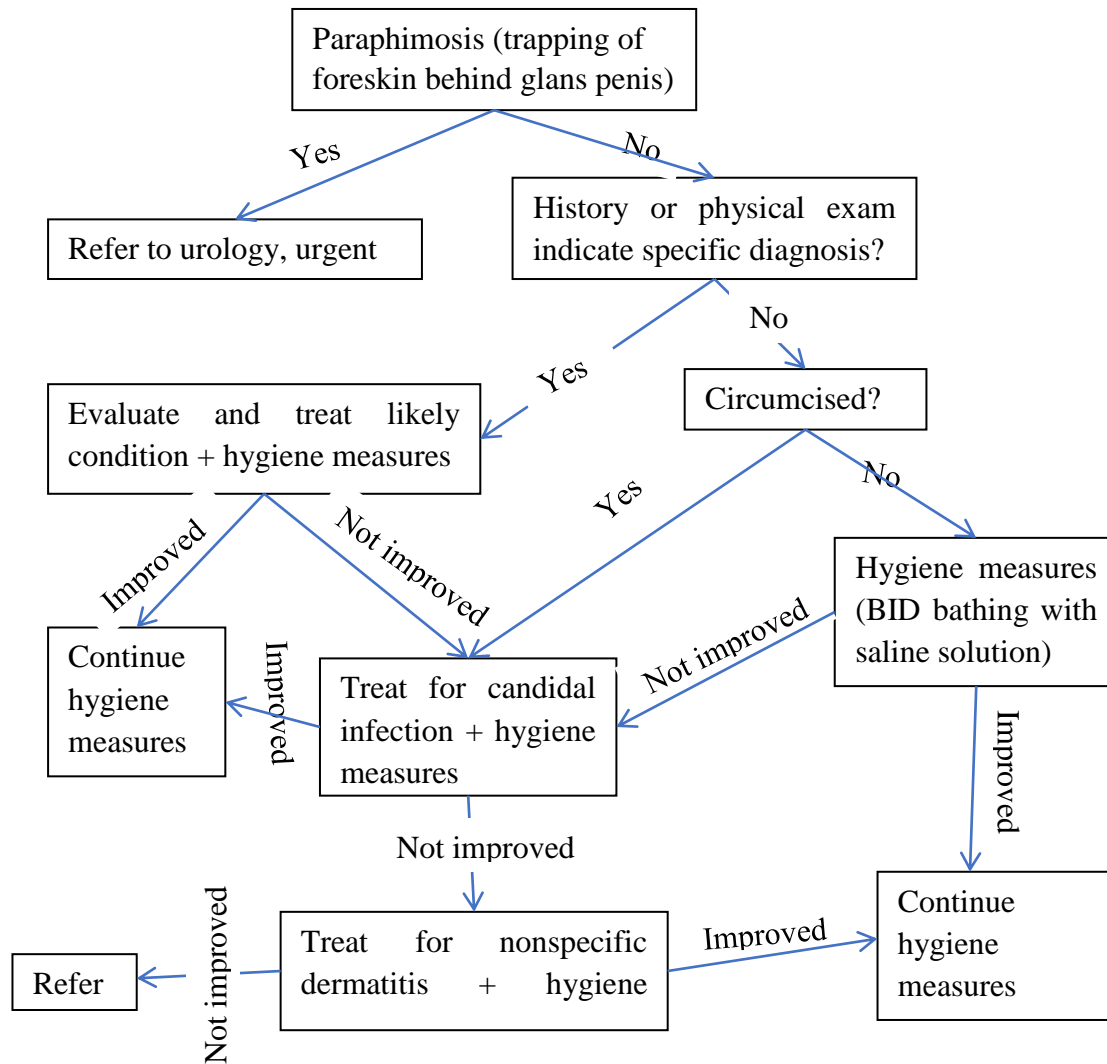 Paraphimosis (trapping of
foreskin behind glans penis)
Yes
No
Refer to urology, urgent
History or physical exam
indicate specific diagnosis?
No
Yes
Evaluate and treat likely
condition + hygiene measures
Circumcised?
Yes
No
Improved
Not improved
Hygiene measures
(BID bathing with
saline solution)
Continue
hygiene
measures
Improved
Treat for candidal
infection + hygiene
measures
Not improved
Improved
Not improved
Not improved
Refer
Treat for nonspecific
dermatitis + hygiene
Improved
Continue
hygiene
measures